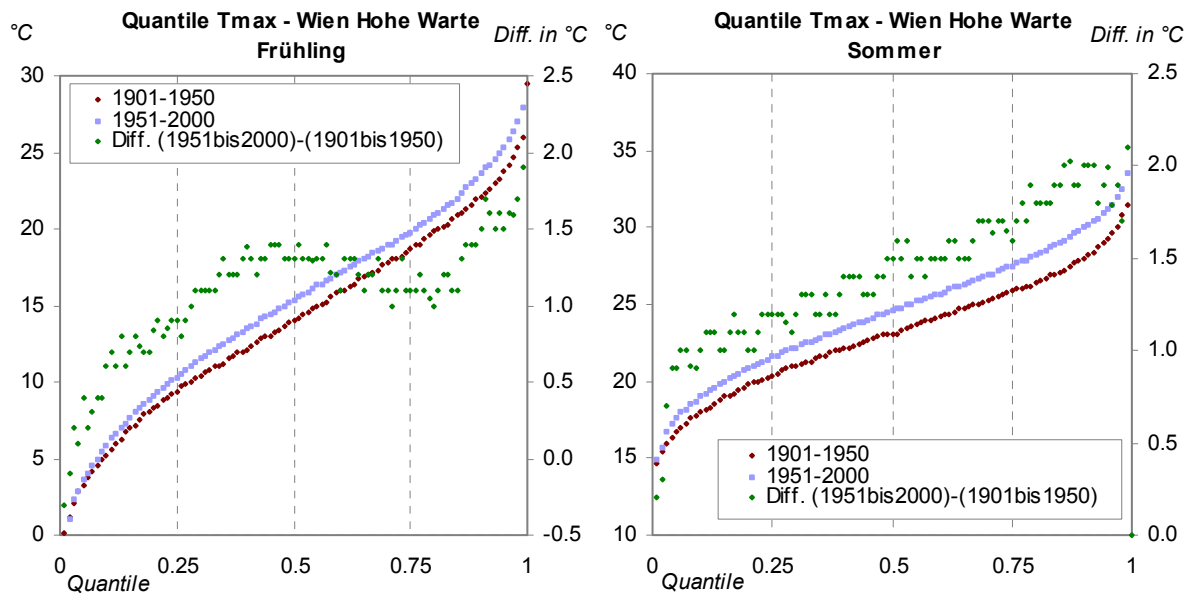 Quantile Tmax - Wien Hohe Warte
Frühling
°C
Diff. in °C
30
25
20
15
10
5
0
2.5
2.0
1.5
1.0
0.5
0.0
-0.5
1901-1950
1951-2000
Diff. (1951bis2000)-(1901bis1950)
0 0.25 0.5 0.75 1
Quantile
Quantile Tmax - Wien Hohe Warte
Sommer
°C
Diff. in °C
40
35
30
25
20
15
10
2.5
2.0
1.5
1.0
0.5
0.0
1901-1950
1951-2000
Diff. (1951bis2000)-(1901bis1950)
0 0.25 0.5 0.75 1
Quantile